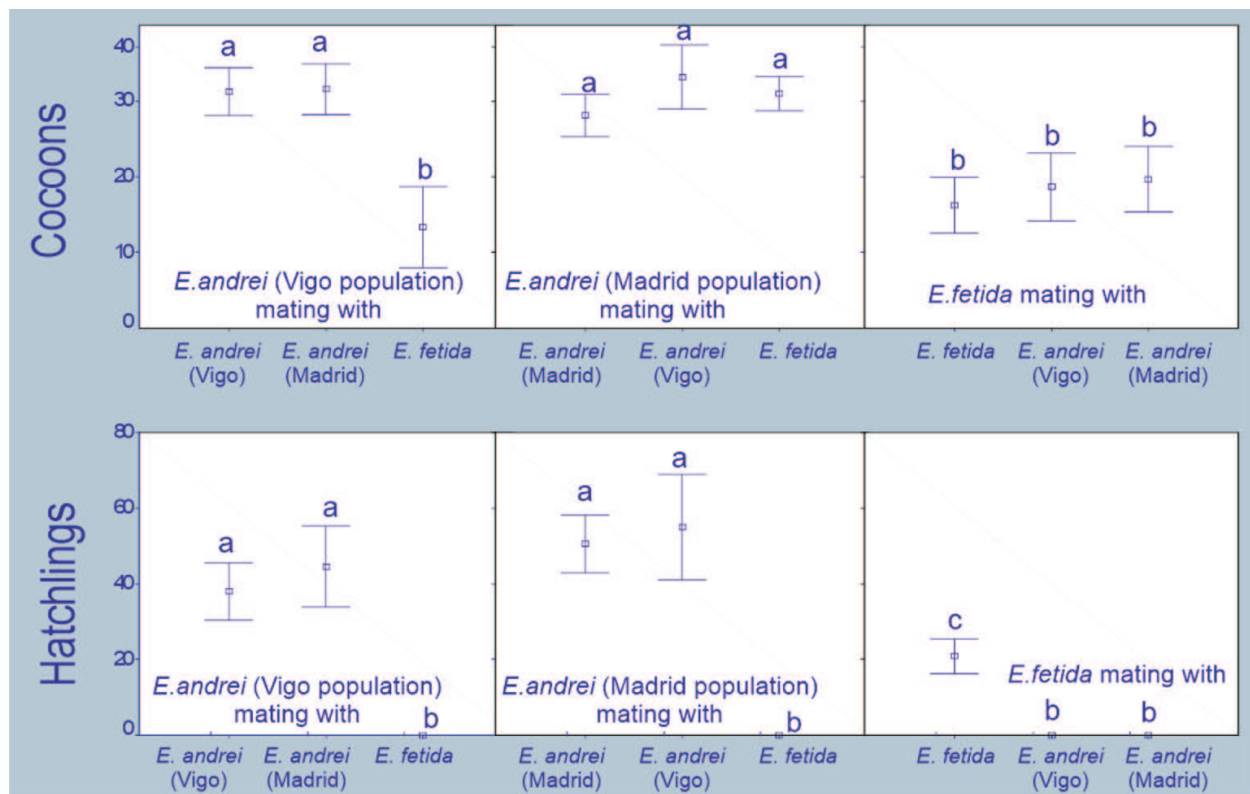 Cocoons
40
30
20
10
0
a
a
b
E.andrei (Vigo population)
mating with
E. andrei
(Vigo)
E. andrei
(Madrid)
E. fetida
a
a
a
E.andrei (Madrid population)
mating with
E. andrei
(Madrid)
E. andrei
(Vigo)
E. fetida
b
b
b
E.fetida mating with
E. fetida
E. andrei
(Vigo)
E. andrei
(Madrid)
Hatchlings
80
60
40
20
0
a
a
E.andrei (Vigo population)
mating with
b
E. andrei
(Vigo)
E. andrei
(Madrid)
E. fetida
a
a
E.andrei (Madrid population)
mating with
b
E. andrei
(Madrid)
E. andrei
(Vigo)
E. fetida
c
E.fetida mating with
b
b
E. fetida
E. andrei
(Vigo)
E. andrei
(Madrid)